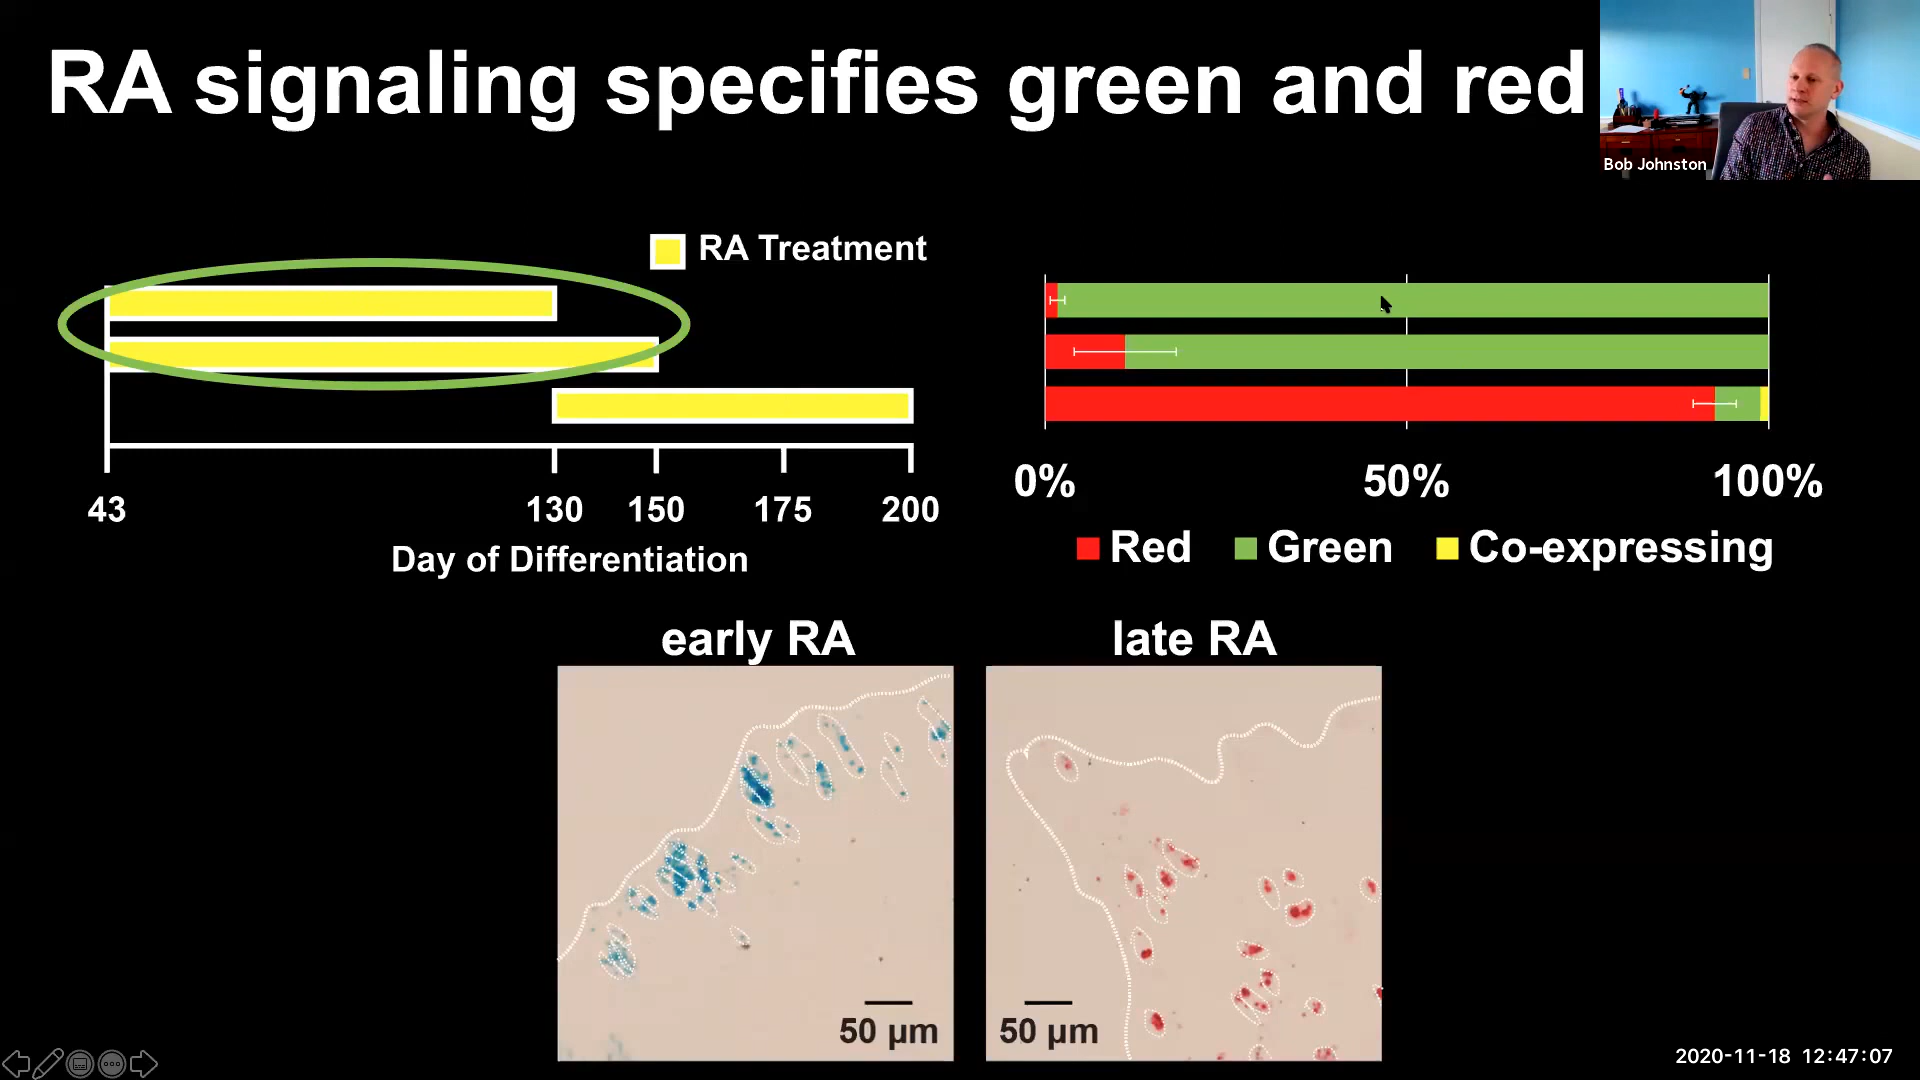 RA signaling specifies green and red
Bob Johnston
RA Treatment
43 130 150 175 200
Day of Differentiation
0% 50% 100%
Red Green Co-expressing
early RA
late RA
50 µm
50 µm
2020-11-18 12:47:07